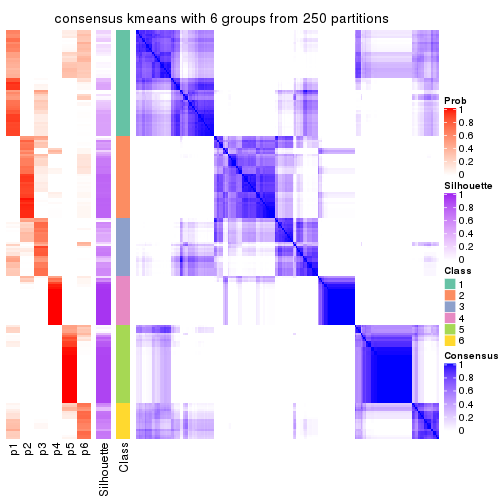 consensus kmeans with 6 groups from 250 partitions
Prob
1
0.8
0.6
0.4
0.2
0
Silhouette
1
0.8
0.6
0.4
0.2
0
Class
1
2
3
4
5
6
Consensus
1
0.8
0.6
0.4
0.2
0
p1
p2
p3
p4
p5
p6
Silhouette
Class